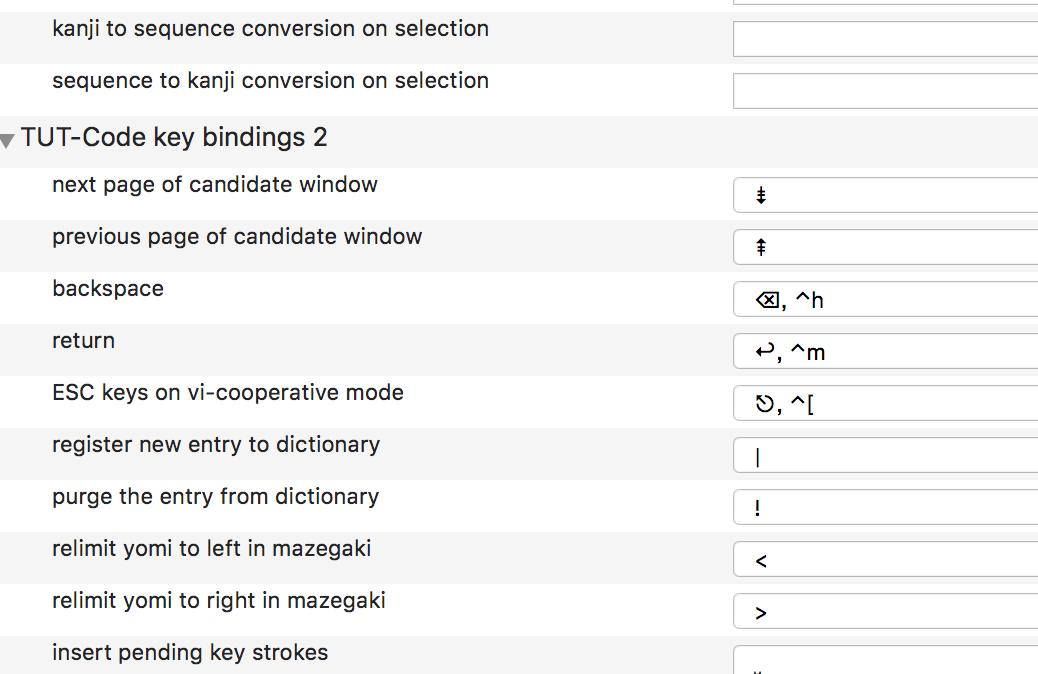 kanji to sequence conversion on selection
sequence to kanji conversion on selection
TUT-Code key bindings 2
next page of candidate window ⇟
previous page of candidate window ⇞
backspace ⌫, ^h
return ↩, ^m
ESC keys on vi-cooperative mode ⎋, ^[
register new entry to dictionary |
purge the entry from dictionary !
relimit yomi to left in mazegaki <
relimit yomi to right in mazegaki >
insert pending key strokes